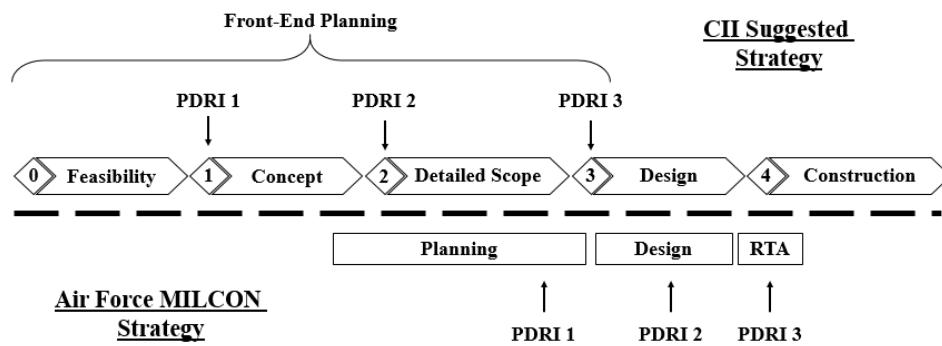 Front-End Planning
CII Suggested
Strategy
PDRI 1
PDRI 2
PDRI 3
0
Feasibility
1
Concept
2
Detailed Scope
3
Design
4
Construction
Planning
Design
RTA
Air Force MILCON
Strategy
PDRI 1
PDRI 2
PDRI 3